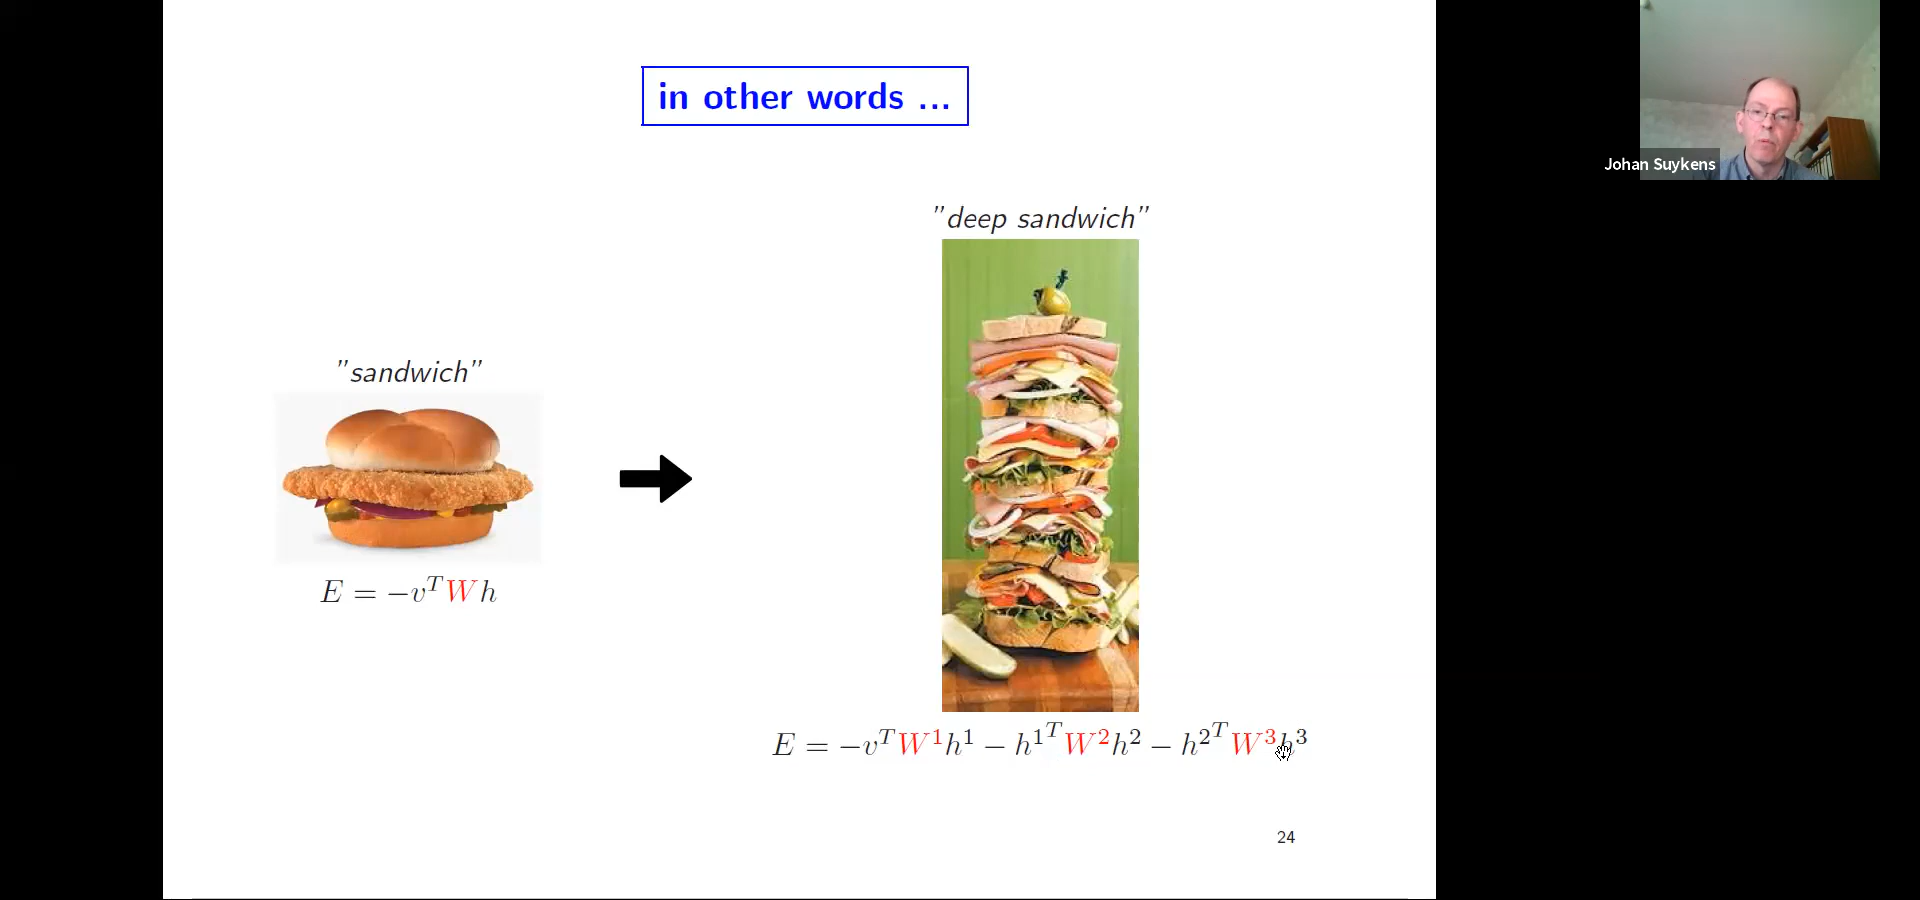 in other words ...
Johan Suykens
"deep sandwich"
"sandwich"
E = −v^T W h
E = −v^T W^1 h^1 − h^{1^T} W^2 h^2 − h^{2^T} W^3 h^3
24